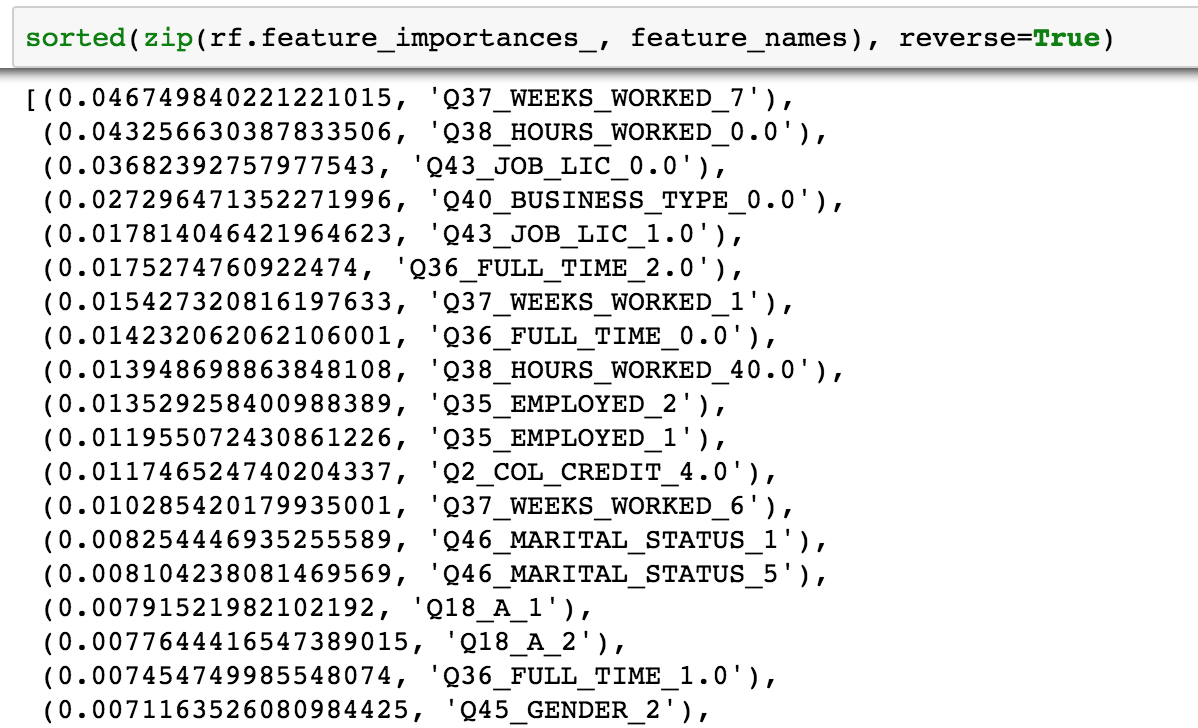 sorted(zip(rf.feature_importances_, feature_names), reverse=True)
[(0.046749840221221015, 'Q37_WEEKS_WORKED_7'),
(0.043256630387833506, 'Q38_HOURS_WORKED_0.0'),
(0.03682392757977543, 'Q43_JOB_LIC_0.0'),
(0.027296471352271996, 'Q40_BUSINESS_TYPE_0.0'),
(0.017814046421964623, 'Q43_JOB_LIC_1.0'),
(0.0175274760922474, 'Q36_FULL_TIME_2.0'),
(0.015427320816197633, 'Q37_WEEKS_WORKED_1'),
(0.014232062062106001, 'Q36_FULL_TIME_0.0'),
(0.013948698863848108, 'Q38_HOURS_WORKED_40.0'),
(0.013529258400988389, 'Q35_EMPLOYED_2'),
(0.011955072430861226, 'Q35_EMPLOYED_1'),
(0.011746524740204337, 'Q2_COL_CREDIT_4.0'),
(0.010285420179935001, 'Q37_WEEKS_WORKED_6'),
(0.008254446935255589, 'Q46_MARITAL_STATUS_1'),
(0.008104238081469569, 'Q46_MARITAL_STATUS_5'),
(0.00791521982102192, 'Q18_A_1'),
(0.0077644416547389015, 'Q18_A_2'),
(0.007454749985548074, 'Q36_FULL_TIME_1.0'),
(0.0071163526080984425, 'Q45_GENDER_2'),